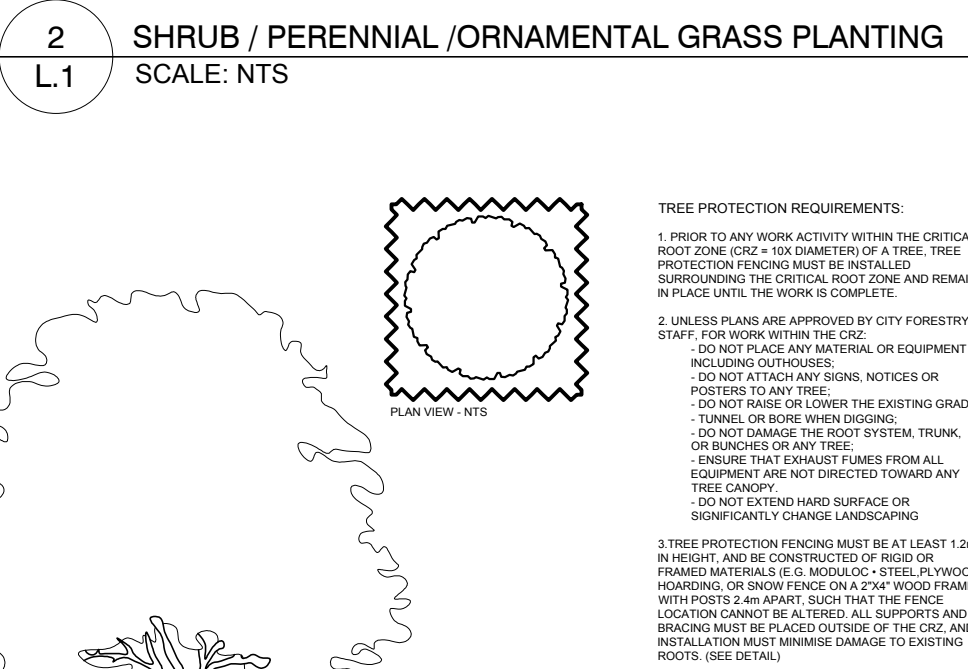 2
SHRUB / PERENNIAL /ORNAMENTAL GRASS PLANTING
L.1
SCALE: NTS
PLAN VIEW - NTS
TREE PROTECTION REQUIREMENTS:
1. PRIOR TO ANY WORK ACTIVITY WITHIN THE CRITICA
ROOT ZONE (CRZ = 10X DIAMETER) OF A TREE, TREE
PROTECTION FENCING MUST BE INSTALLED
SURROUNDING THE CRITICAL ROOT ZONE AND REMAI
IN PLACE UNTIL THE WORK IS COMPLETE.
2. UNLESS PLANS ARE APPROVED BY CITY FORESTRY
STAFF, FOR WORK WITHIN THE CRZ:
- DO NOT PLACE ANY MATERIAL OR EQUIPMENT
INCLUDING OUTHOUSES;
- DO NOT ATTACH ANY SIGNS, NOTICES OR
POSTERS TO ANY TREE;
- DO NOT RAISE OR LOWER THE EXISTING GRAD
- TUNNEL OR BORE WHEN DIGGING;
- DO NOT DAMAGE THE ROOT SYSTEM, TRUNK,
OR BUNCHES OR ANY TREE;
- ENSURE THAT EXHAUST FUMES FROM ALL
EQUIPMENT ARE NOT DIRECTED TOWARD ANY
TREE CANOPY.
- DO NOT EXTEND HARD SURFACE OR
SIGNIFICANTLY CHANGE LANDSCAPING
3.TREE PROTECTION FENCING MUST BE AT LEAST 1.2m
IN HEIGHT, AND BE CONSTRUCTED OF RIGID OR
FRAMED MATERIALS (E.G. MODULOC • STEEL,PLYWOO
HOARDING, OR SNOW FENCE ON A 2"X4" WOOD FRAM
WITH POSTS 2.4m APART, SUCH THAT THE FENCE
LOCATION CANNOT BE ALTERED. ALL SUPPORTS AND
BRACING MUST BE PLACED OUTSIDE OF THE CRZ, AND
INSTALLATION MUST MINIMISE DAMAGE TO EXISTING
ROOTS. (SEE DETAIL)